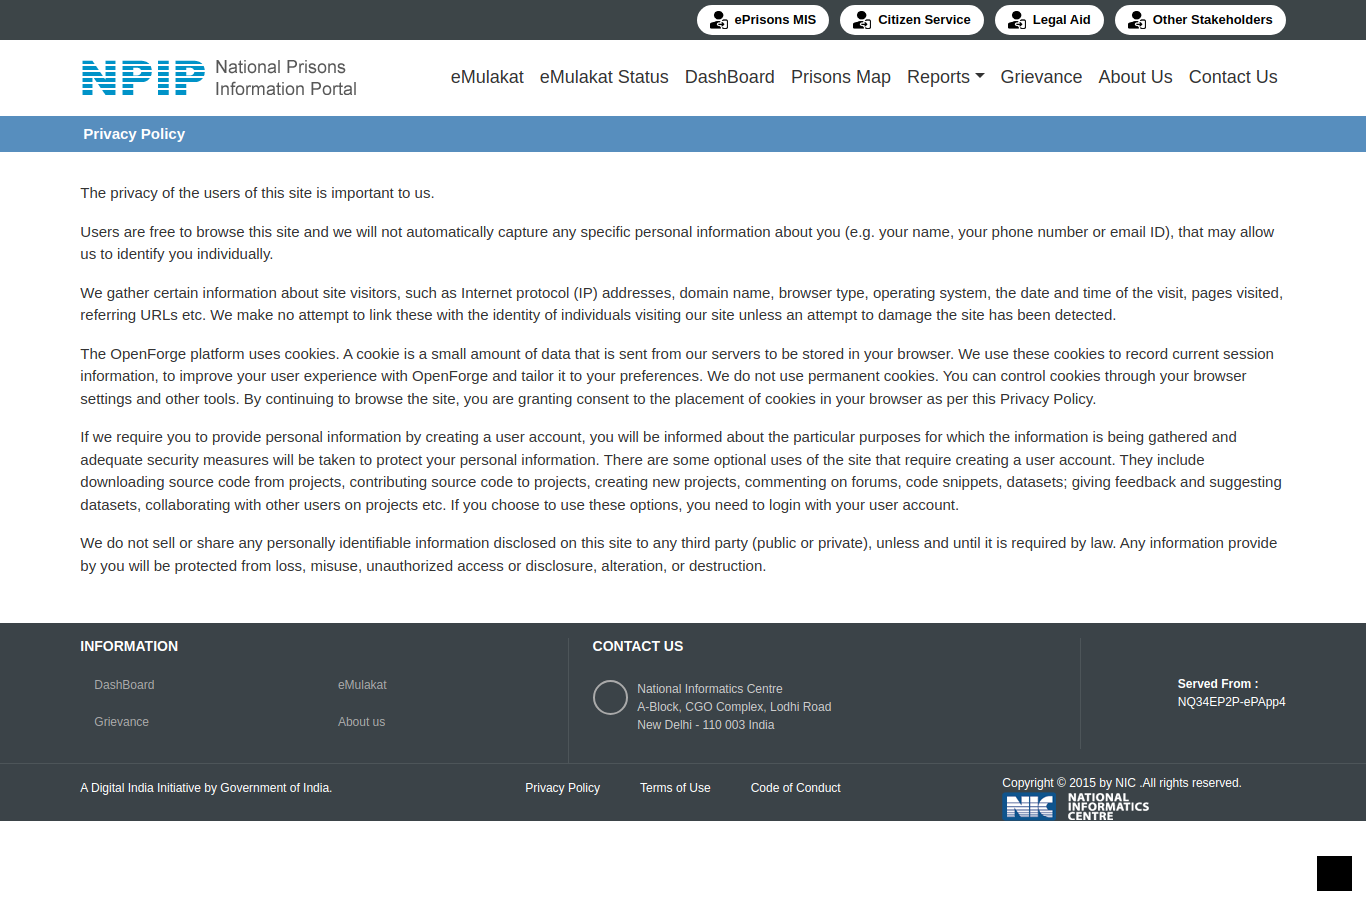 ePrisons MIS Citizen Service Legal Aid Other Stakeholders
NPIP National Prisons
Information Portal
eMulakat eMulakat Status DashBoard Prisons Map Reports Grievance About Us Contact Us
Privacy Policy
The privacy of the users of this site is important to us.
Users are free to browse this site and we will not automatically capture any specific personal information about you (e.g. your name, your phone number or email ID), that may allow
us to identify you individually.
We gather certain information about site visitors, such as Internet protocol (IP) addresses, domain name, browser type, operating system, the date and time of the visit, pages visited,
referring URLs etc. We make no attempt to link these with the identity of individuals visiting our site unless an attempt to damage the site has been detected.
The OpenForge platform uses cookies. A cookie is a small amount of data that is sent from our servers to be stored in your browser. We use these cookies to record current session
information, to improve your user experience with OpenForge and tailor it to your preferences. We do not use permanent cookies. You can control cookies through your browser
settings and other tools. By continuing to browse the site, you are granting consent to the placement of cookies in your browser as per this Privacy Policy.
If we require you to provide personal information by creating a user account, you will be informed about the particular purposes for which the information is being gathered and
adequate security measures will be taken to protect your personal information. There are some optional uses of the site that require creating a user account. They include
downloading source code from projects, contributing source code to projects, creating new projects, commenting on forums, code snippets, datasets; giving feedback and suggesting
datasets, collaborating with other users on projects etc. If you choose to use these options, you need to login with your user account.
We do not sell or share any personally identifiable information disclosed on this site to any third party (public or private), unless and until it is required by law. Any information provide
by you will be protected from loss, misuse, unauthorized access or disclosure, alteration, or destruction.
INFORMATION
DashBoard eMulakat
Grievance About us
CONTACT US
National Informatics Centre
A-Block, CGO Complex, Lodhi Road
New Delhi - 110 003 India
Served From :
NQ34EP2P-ePApp4
A Digital India Initiative by Government of India.
Privacy Policy Terms of Use Code of Conduct
Copyright © 2015 by NIC .All rights reserved.
NIC NATIONAL
INFORMATICS
CENTRE